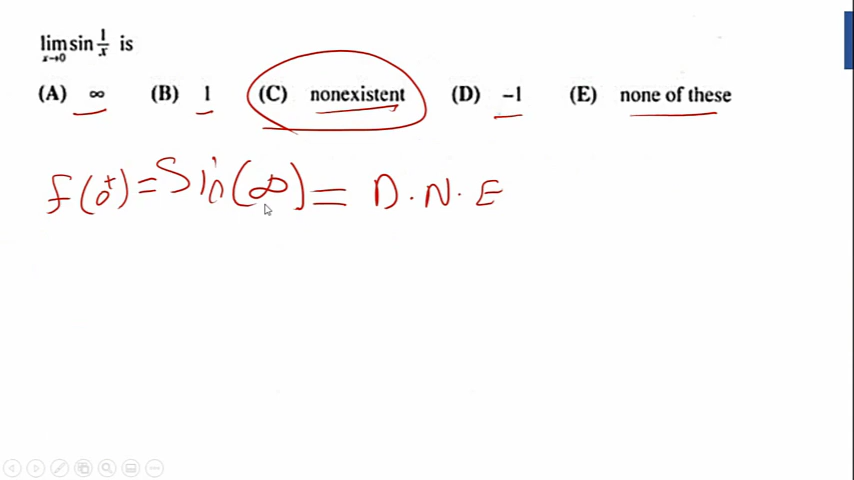 lim sin 1/x is
x→0
(A) ∞ (B) 1 (C) nonexistent (D) −1 (E) none of these
f(0⁺) = Sin(∞) = D.N.E